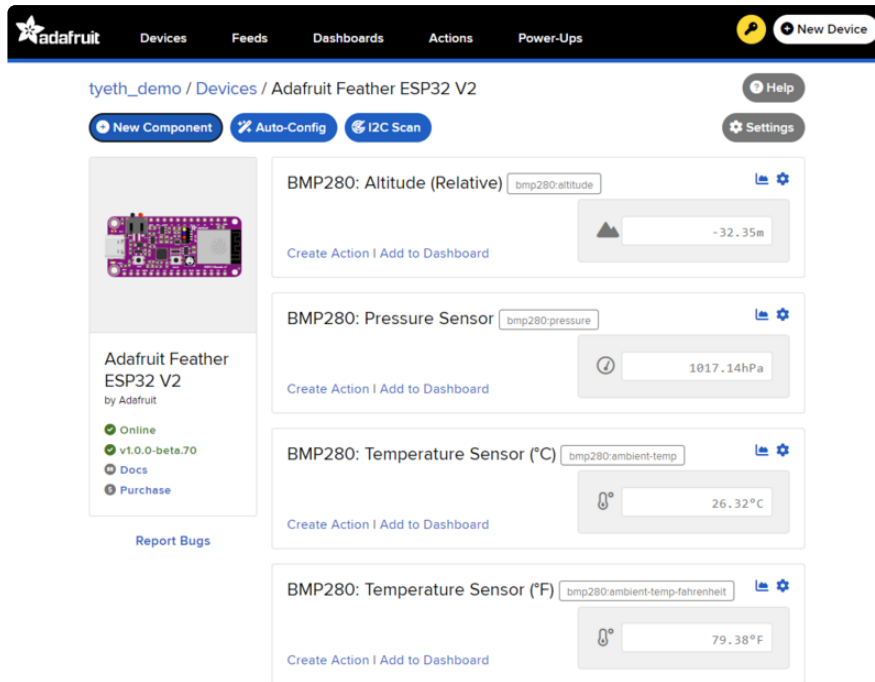 adafruit Devices Feeds Dashboards Actions Power-Ups New Device
tyeth_demo / Devices / Adafruit Feather ESP32 V2 Help
New Component Auto-Config I2C Scan Settings
BMP280: Altitude (Relative) bmp280:altitude
-32.35m
Create Action | Add to Dashboard
BMP280: Pressure Sensor bmp280:pressure
1017.14hPa
Create Action | Add to Dashboard
BMP280: Temperature Sensor (°C) bmp280:ambient-temp
26.32°C
Create Action | Add to Dashboard
BMP280: Temperature Sensor (°F) bmp280:ambient-temp-fahrenheit
79.38°F
Create Action | Add to Dashboard
Adafruit Feather
ESP32 V2
by Adafruit
Online
v1.0.0-beta.70
Docs
Purchase
Report Bugs